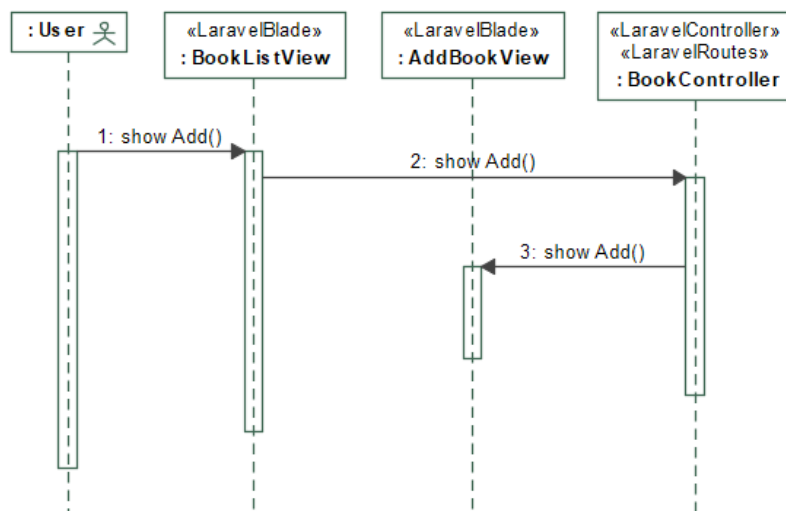 : User
«LaravelBlade»
: BookListView
«LaravelBlade»
: AddBookView
«LaravelController»
«LaravelRoutes»
: BookController
1: show Add()
2: show Add()
3: show Add()